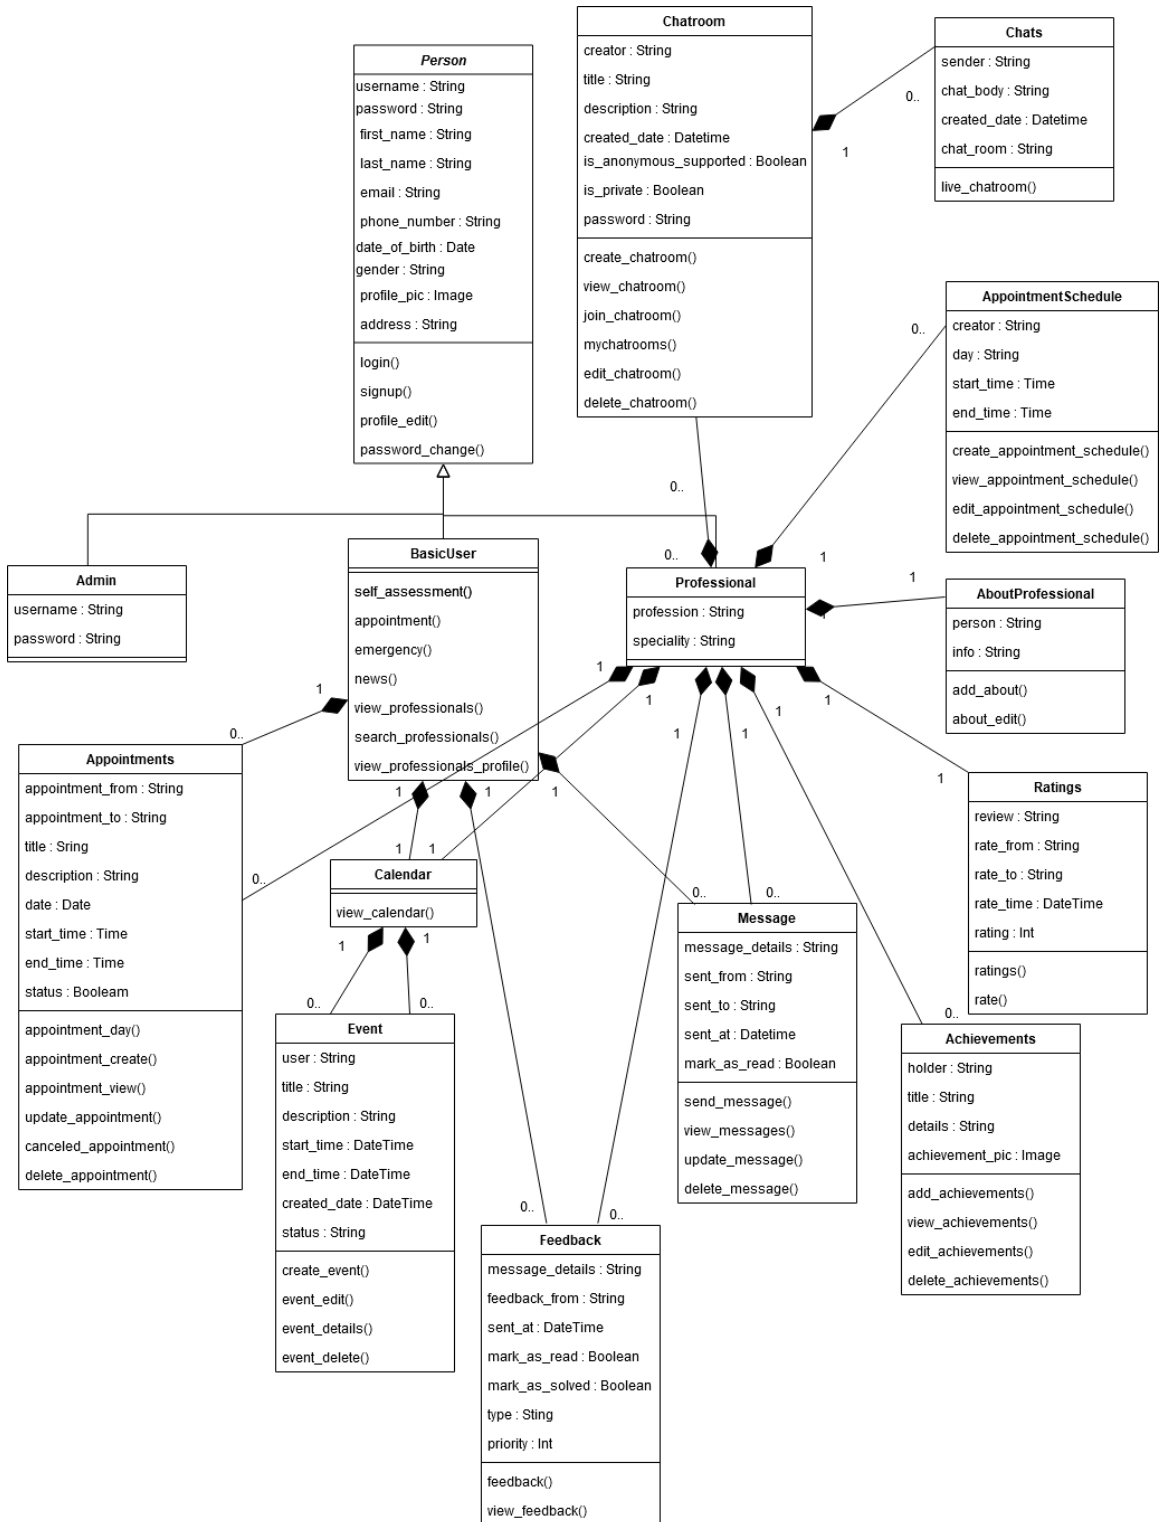 Chatroom
creator : String
title : String
description : String
created_date : Datetime
is_anonymous_supported : Boolean
is_private : Boolean
password : String
create_chatroom()
view_chatroom()
join_chatroom()
mychatrooms()
edit_chatroom()
delete_chatroom()
Chats
sender : String
chat_body : String
created_date : Datetime
chat_room : String
live_chatroom()
0..
1
Person
username : String
password : String
first_name : String
last_name : String
email : String
phone_number : String
date_of_birth : Date
gender : String
profile_pic : Image
address : String
login()
signup()
profile_edit()
password_change()
AppointmentSchedule
creator : String
day : String
start_time : Time
end_time : Time
create_appointment_schedule()
view_appointment_schedule()
edit_appointment_schedule()
delete_appointment_schedule()
0..
1
0..
0..
Admin
username : String
password : String
BasicUser
self_assessment()
appointment()
emergency()
news()
view_professionals()
search_professionals()
view_professionals_profile()
Professional
profession : String
speciality : String
AboutProfessional
person : String
info : String
add_about()
about_edit()
1
1
1
0..
1
1
1
1
1
1
1
1
1
1
1
Appointments
appointment_from : String
appointment_to : String
title : Sring
description : String
date : Date
start_time : Time
end_time : Time
status : Booleam
appointment_day()
appointment_create()
appointment_view()
update_appointment()
canceled_appointment()
delete_appointment()
0..
Calendar
view_calendar()
1
1
0..
0..
Event
user : String
title : String
description : String
start_time : DateTime
end_time : DateTime
created_date : DateTime
status : String
create_event()
event_edit()
event_details()
event_delete()
0..
0..
Message
message_details : String
sent_from : String
sent_to : String
sent_at : Datetime
mark_as_read : Boolean
send_message()
view_messages()
update_message()
delete_message()
1
Ratings
review : String
rate_from : String
rate_to : String
rate_time : DateTime
rating : Int
ratings()
rate()
0..
Achievements
holder : String
title : String
details : String
achievement_pic : Image
add_achievements()
view_achievements()
edit_achievements()
delete_achievements()
0..
0..
Feedback
message_details : String
feedback_from : String
sent_at : DateTime
mark_as_read : Boolean
mark_as_solved : Boolean
type : Sting
priority : Int
feedback()
view_feedback()